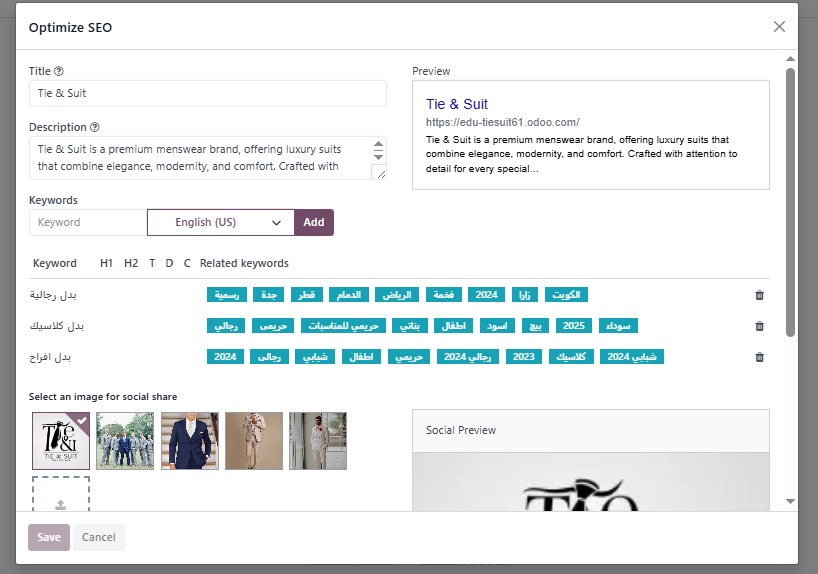 Optimize SEO
Title
Preview
Tie & Suit
Tie & Suit
https://edu-tiesuit61.odoo.com/
Tie & Suit is a premium menswear brand, offering luxury suits that combine elegance, modernity, and comfort. Crafted with attention to detail for every special...
Description
Tie & Suit is a premium menswear brand, offering luxury suits
that combine elegance, modernity, and comfort. Crafted with
Keywords
Keyword English (US) Add
Keyword H1 H2 T D C Related keywords
بدل رجالية رسمية جدة قطر الدمام الرياض فخمة 2024 زارا الكويت
بدل كلاسيك رجالي حريمى حريمي للمناسبات بناتي اطفال اسود بيج 2025 سوداء
بدل افراح 2024 رجالى شبابي اطفال حريمي رجالي 2024 2023 كلاسيك شبابي 2024
Select an image for social share
TIE & SUIT
Social Preview
Save Cancel